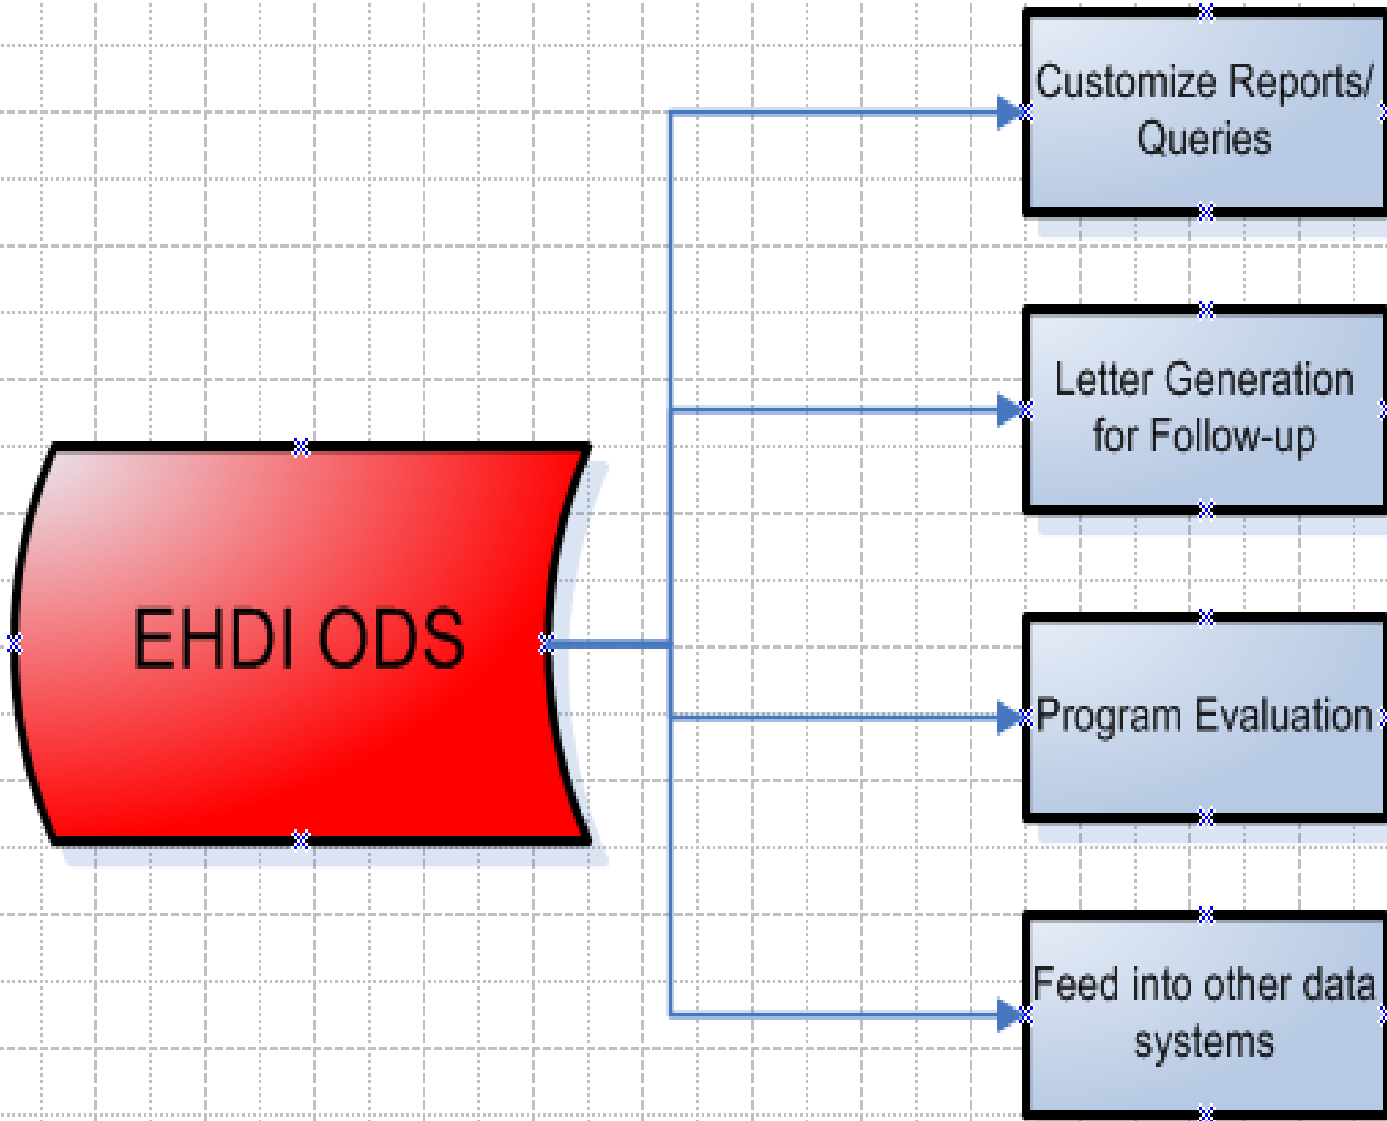 Customize Reports/
Queries
Letter Generation
for Follow-up
EHDI ODS
Program Evaluation
Feed into other data
systems